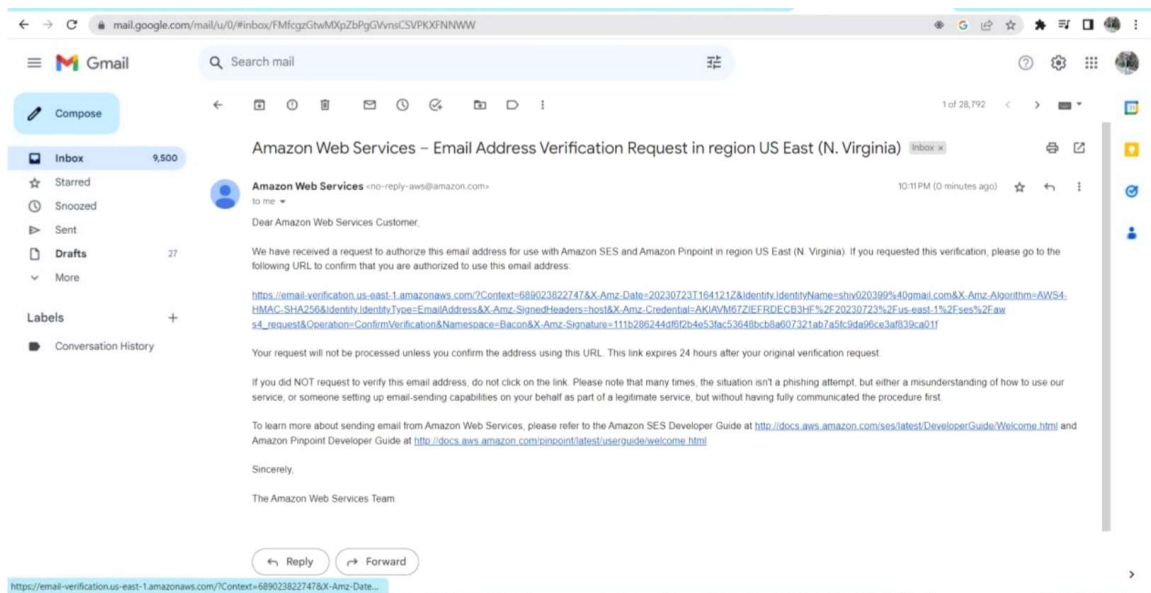 mail.google.com/mail/u/0/#inbox/FMfcgzGtwMXpZbPgGVvnsCSVPKXFNNWW
Gmail
Search mail
Compose
1 of 28,792
Inbox 9,500
Starred
Snoozed
Sent
Drafts 27
More
Labels +
Conversation History
Amazon Web Services – Email Address Verification Request in region US East (N. Virginia) Inbox x
Amazon Web Services <no-reply-aws@amazon.com> 10:11 PM (0 minutes ago)
to me
Dear Amazon Web Services Customer,
We have received a request to authorize this email address for use with Amazon SES and Amazon Pinpoint in region US East (N. Virginia). If you requested this verification, please go to the
following URL to confirm that you are authorized to use this email address:
https://email-verification.us-east-1.amazonaws.com/?Context=689023822747&X-Amz-Date=20230723T164121Z&Identity.IdentityName=shiv020399%40gmail.com&X-Amz-Algorithm=AWS4-
HMAC-SHA256&Identity.IdentityType=EmailAddress&X-Amz-SignedHeaders=host&X-Amz-Credential=AKIAVM67ZIEFRDECB3HF%2F20230723%2Fus-east-1%2Fses%2Faw
s4_request&Operation=ConfirmVerification&Namespace=Bacon&X-Amz-Signature=111b286244df6f2b4e53fac53648bcb8a607321ab7a5fc9da96ce3af839ca01f
Your request will not be processed unless you confirm the address using this URL. This link expires 24 hours after your original verification request.
If you did NOT request to verify this email address, do not click on the link. Please note that many times, the situation isn't a phishing attempt, but either a misunderstanding of how to use our
service, or someone setting up email-sending capabilities on your behalf as part of a legitimate service, but without having fully communicated the procedure first.
To learn more about sending email from Amazon Web Services, please refer to the Amazon SES Developer Guide at http://docs.aws.amazon.com/ses/latest/DeveloperGuide/Welcome.html and
Amazon Pinpoint Developer Guide at http://docs.aws.amazon.com/pinpoint/latest/userguide/welcome.html.
Sincerely,
The Amazon Web Services Team.
Reply Forward
https://email-verification.us-east-1.amazonaws.com/?Context=689023822747&X-Amz-Date...